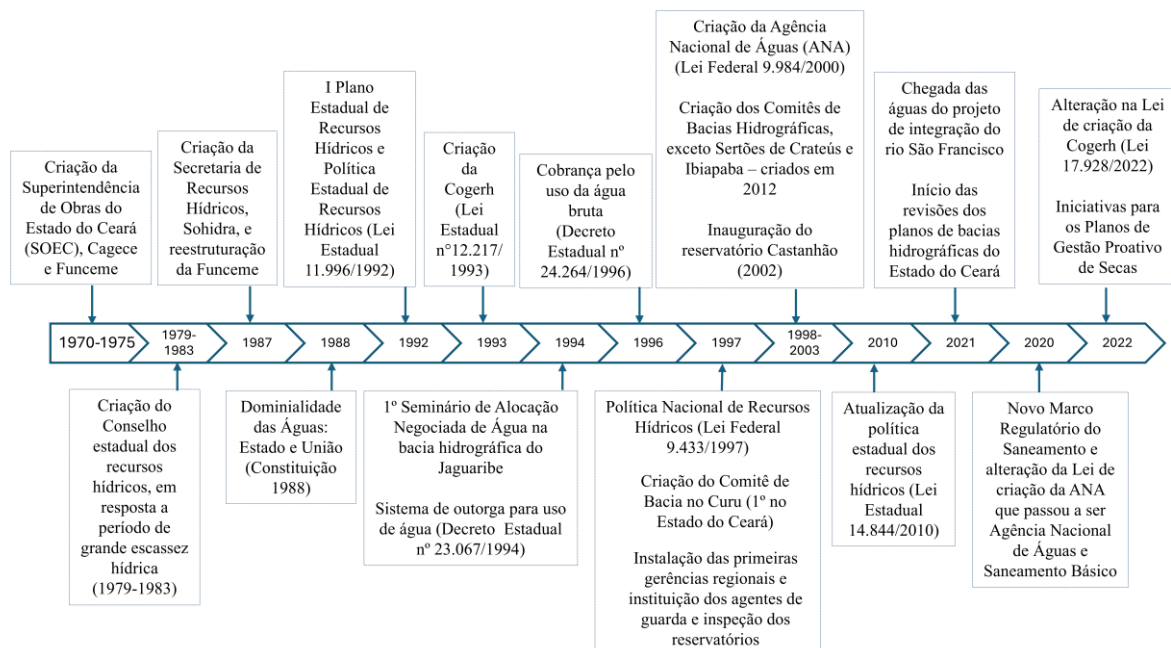 Criação da
Superintendência
de Obras do
Estado do Ceará
(SOEC), Cagece
e Funceme
Criação da
Secretaria de
Recursos
Hídricos, Sohidra, e
reestruturação
da Funceme
I Plano
Estadual de
Recursos
Hídricos e
Política
Estadual de
Recursos
Hídricos (Lei
Estadual
11.996/1992)
Criação
da
Cogerh
(Lei
Estadual
n°12.217/
1993)
Cobrança pelo
uso da água
bruta
(Decreto
Estadual nº
24.264/1996)
Criação da Agência
Nacional de Águas (ANA)
(Lei Federal 9.984/2000)
Criação dos Comitês de
Bacias Hidrográficas,
exceto Sertões de Crateús e
Ibiapaba – criados em
2012
Inauguração do
reservatório Castanhão
(2002)
Chegada das
águas do projeto
de integração do
rio São Francisco
Início das
revisões dos
planos de bacias
hidrográficas do
Estado do Ceará
Alteração na Lei
de criação da
Cogerh (Lei
17.928/2022)
Iniciativas para
os Planos de
Gestão Proativo
de Secas
1970-1975
1979-
1983
1987
1988
1992
1993
1994
1996
1997
1998-
2003
2010
2021
2020
2022
Criação do
Conselho
estadual dos
recursos
hídricos, em
resposta a
período de
grande escassez
hídrica
(1979-1983)
Dominialidade
das Águas:
Estado e União
(Constituição
1988)
1º Seminário de Alocação
Negociada de Água na
bacia hidrográfica do
Jaguaribe
Sistema de outorga para uso
de água (Decreto Estadual
nº 23.067/1994)
Política Nacional de Recursos
Hídricos (Lei Federal
9.433/1997)
Criação do Comitê de
Bacia no Curu (1º no
Estado do Ceará)
Instalação das primeiras
gerências regionais e
instituição dos agentes de
guarda e inspeção dos
reservatórios
Atualização da
política
estadual dos
recursos
hídricos (Lei
Estadual
14.844/2010)
Novo Marco
Regulatório do
Saneamento e
alteração da Lei de
criação da ANA
que passou a ser
Agência Nacional
de Águas e
Saneamento Básico